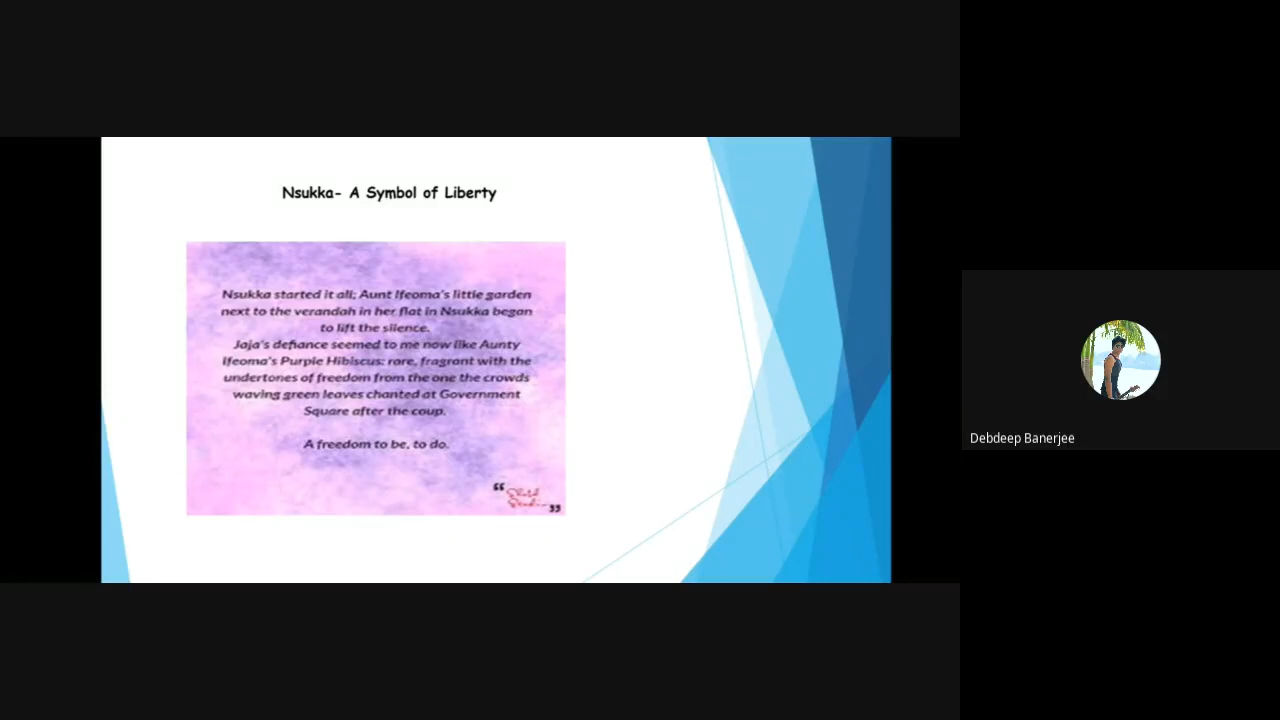 Nsukka- A Symbol of Liberty
Nsukka started it all; Aunt Ifeoma's little garden
next to the verandah in her flat in Nsukka began
to lift the silence.
Jaja's defiance seemed to me now like Aunty
Ifeoma's Purple Hibiscus: rare, fragrant with the
undertones of freedom from the one the crowds
waving green leaves chanted at Government
Square after the coup.
A freedom to be, to do.
Debdeep Banerjee